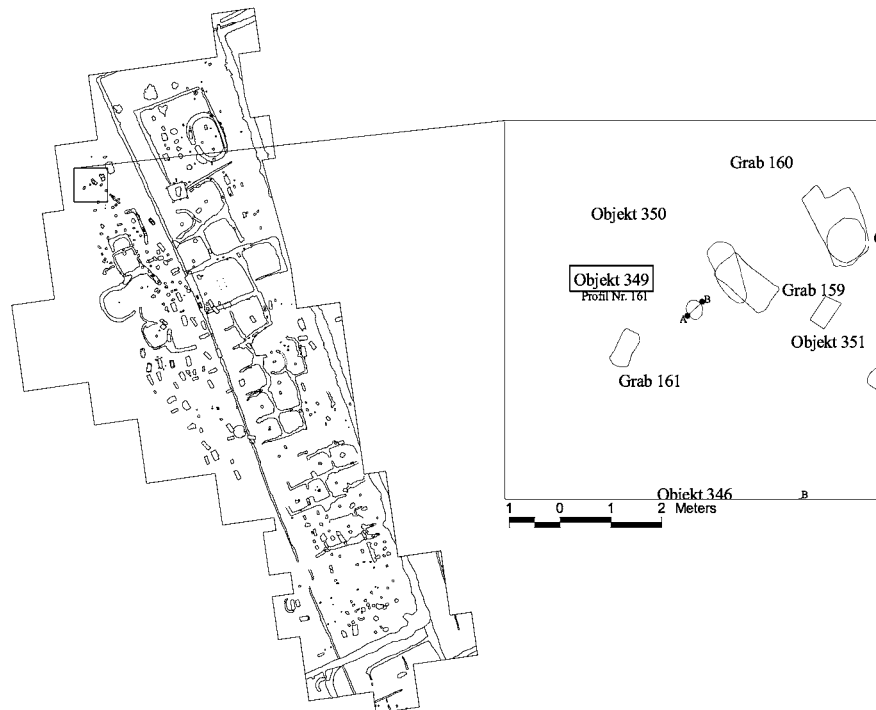 Grab 160
Objekt 350
Objekt 349
Profil Nr. 161
Grab 159
A
B
Objekt 351
Grab 161
Objekt 346
B
1 0 1 2 Meters